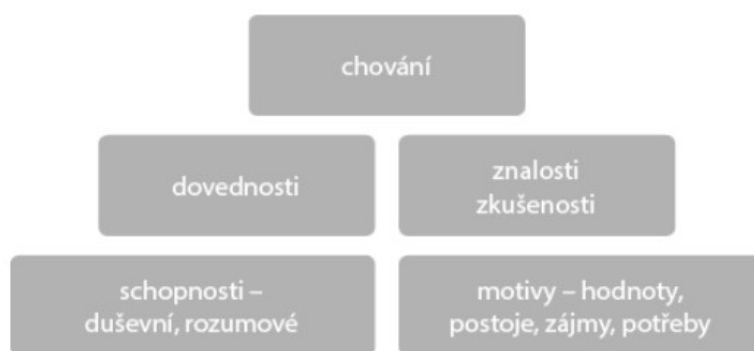 chování
dovednosti
znalosti
zkušenosti
schopnosti –
duševní, rozumové
motivy – hodnoty,
postoje, zájmy, potřeby